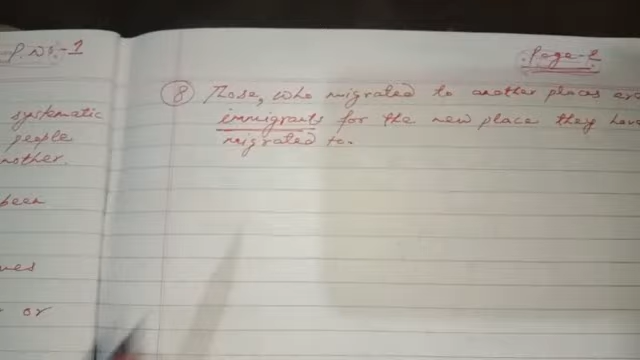 P. No.-1
systematic
people
nother.
been
ues
or
Page-2
8 Those, who migrated to another places are
immigrants for the new place they have
migrated to.